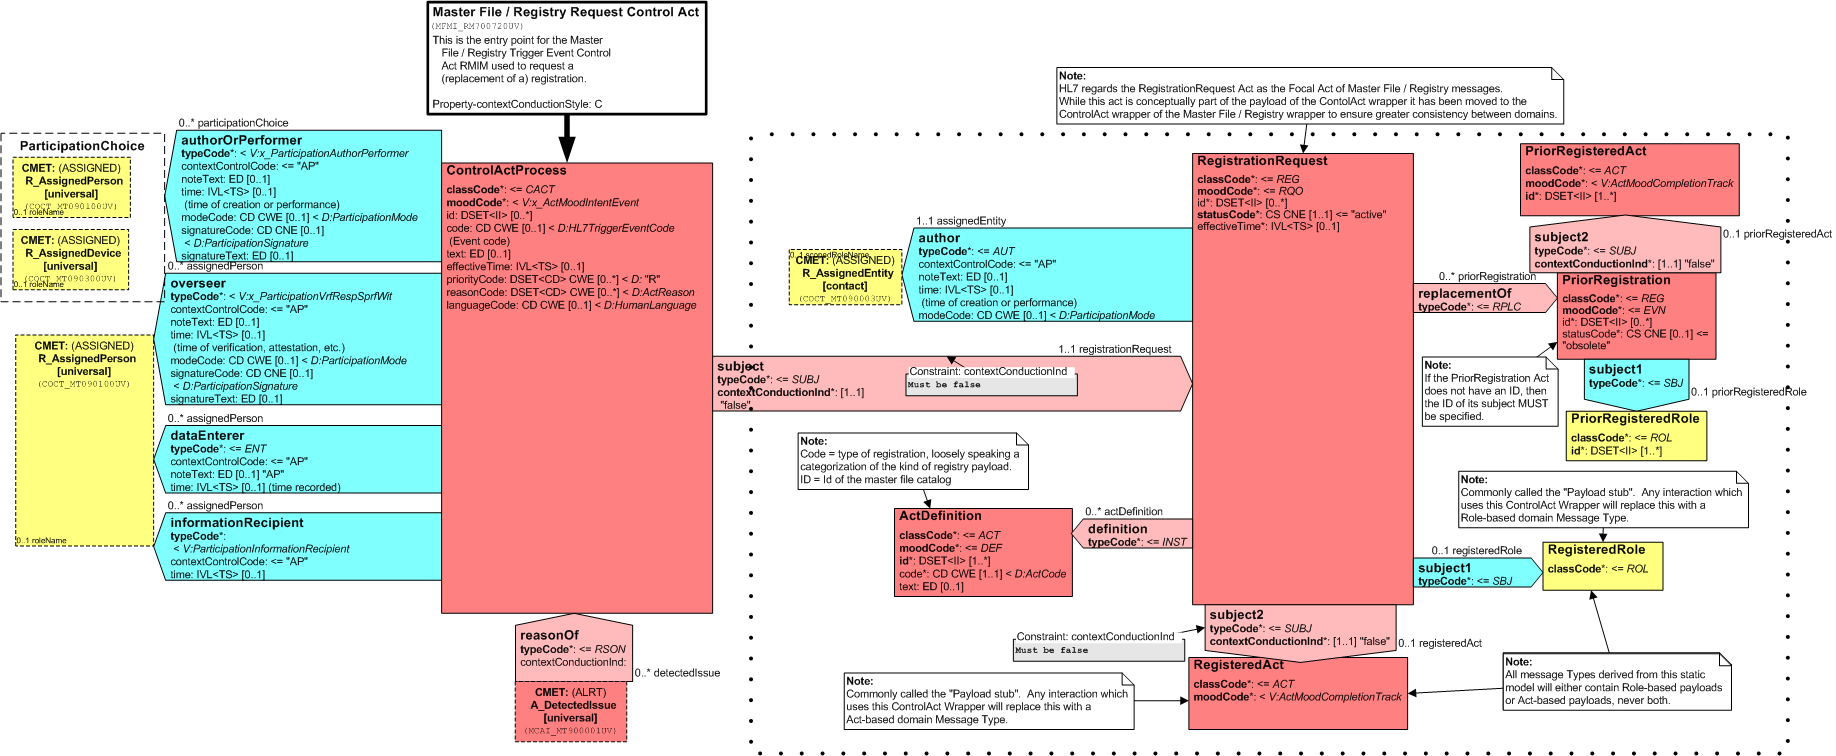 Master File / Registry Request Control Act
(MFMI_RM700720UV)
This is the entry point for the Master
File / Registry Trigger Event Control
Act RMIM used to request a
(replacement of a) registration.
Property-contextConductionStyle: C
Note:
HL7 regards the RegistrationRequest Act as the Focal Act of Master File / Registry messages.
While this act is conceptually part of the payload of the ContolAct wrapper it has been moved to the
ControlAct wrapper of the Master File / Registry wrapper to ensure greater consistency between domains.
ParticipationChoice
CMET: (ASSIGNED)
R_AssignedPerson
[universal]
(COCT_MT090100UV)
0..1 roleName
CMET: (ASSIGNED)
R_AssignedDevice
[universal]
(COCT_MT090300UV)
0..1 roleName
0..* participationChoice
authorOrPerformer
typeCode*: < V:x_ParticipationAuthorPerformer
contextControlCode: <= "AP"
noteText: ED [0..1]
time: IVL<TS> [0..1]
(time of creation or performance)
modeCode: CD CWE [0..1] < D:ParticipationMode
signatureCode: CD CNE [0..1]
< D:ParticipationSignature
signatureText: ED [0..1]
0..* assignedPerson
overseer
typeCode*: < V:x_ParticipationVrfRespSprfWit
contextControlCode: <= "AP"
noteText: ED [0..1]
time: IVL<TS> [0..1]
(time of verification, attestation, etc.)
modeCode: CD CWE [0..1] < D:ParticipationMode
signatureCode: CD CNE [0..1]
< D:ParticipationSignature
signatureText: ED [0..1]
CMET: (ASSIGNED)
R_AssignedPerson
[universal]
(COCT_MT090100UV)
0..1 roleName
0..* assignedPerson
dataEnterer
typeCode*: <= ENT
contextControlCode: <= "AP"
noteText: ED [0..1] "AP"
time: IVL<TS> [0..1] (time recorded)
0..* assignedPerson
informationRecipient
typeCode*:
< V:ParticipationInformationRecipient
contextControlCode: <= "AP"
time: IVL<TS> [0..1]
ControlActProcess
classCode*: <= CACT
moodCode*: < V:x_ActMoodIntentEvent
id: DSET<II> [0..*]
code: CD CWE [0..1] < D:HL7TriggerEventCode
(Event code)
text: ED [0..1]
effectiveTime: IVL<TS> [0..1]
priorityCode: DSET<CD> CWE [0..*] < D: "R"
reasonCode: DSET<CD> CWE [0..*] < D:ActReason
languageCode: CD CWE [0..1] < D:HumanLanguage
reasonOf
typeCode*: <= RSON
contextConductionInd:
0..* detectedIssue
CMET: (ALRT)
A_DetectedIssue
[universal]
(MCAI_MT900001UV)
1..1 registrationRequest
subject
typeCode*: <= SUBJ
contextConductionInd*: [1..1]
"false"
Constraint: contextConductionInd
Must be false
1..1 assignedEntity
author
typeCode*: <= AUT
contextControlCode: <= "AP"
noteText: ED [0..1]
time: IVL<TS> [0..1]
(time of creation or performance)
modeCode: CD CWE [0..1] < D:ParticipationMode
0..1 scopedRoleName
CMET: (ASSIGNED)
R_AssignedEntity
[contact]
(COCT_MT090003UV)
RegistrationRequest
classCode*: <= REG
moodCode*: <= RQO
id*: DSET<II> [0..*]
statusCode*: CS CNE [1..1] <= "active"
effectiveTime*: IVL<TS> [0..1]
PriorRegisteredAct
classCode*: <= ACT
moodCode*: < V:ActMoodCompletionTrack
id*: DSET<II> [1..*]
0..1 priorRegisteredAct
subject2
typeCode*: <= SUBJ
contextConductionInd*: [1..1] "false"
0..* priorRegistration
replacementOf
typeCode*: <= RPLC
PriorRegistration
classCode*: <= REG
moodCode*: <= EVN
id*: DSET<II> [0..*]
statusCode*: CS CNE [0..1] <=
"obsolete"
Note:
If the PriorRegistration Act
does not have an ID, then
the ID of its subject MUST
be specified.
subject1
typeCode*: <= SBJ
0..1 priorRegisteredRole
PriorRegisteredRole
classCode*: <= ROL
id*: DSET<II> [1..*]
Note:
Code = type of registration, loosely speaking a
categorization of the kind of registry payload.
ID = Id of the master file catalog
ActDefinition
classCode*: <= ACT
moodCode*: <= DEF
id*: DSET<II> [1..*]
code*: CD CWE [1..1] < D:ActCode
text: ED [0..1]
0..* actDefinition
definition
typeCode*: <= INST
Note:
Commonly called the "Payload stub".  Any interaction which
uses this ControlAct Wrapper will replace this with a
Role-based domain Message Type.
0..1 registeredRole
subject1
typeCode*: <= SBJ
RegisteredRole
classCode*: <= ROL
subject2
typeCode*: <= SUBJ
contextConductionInd*: [1..1] "false"
0..1 registeredAct
Constraint: contextConductionInd
Must be false
RegisteredAct
classCode*: <= ACT
moodCode*: < V:ActMoodCompletionTrack
Note:
Commonly called the "Payload stub".  Any interaction which
uses this ControlAct Wrapper will replace this with a
Act-based domain Message Type.
Note:
All message Types derived from this static
model will either contain Role-based payloads
or Act-based payloads, never both.